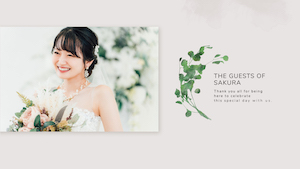 THE GUESTS OF
SAKURA
Thank you all for being
here to celebrate
this special day with us